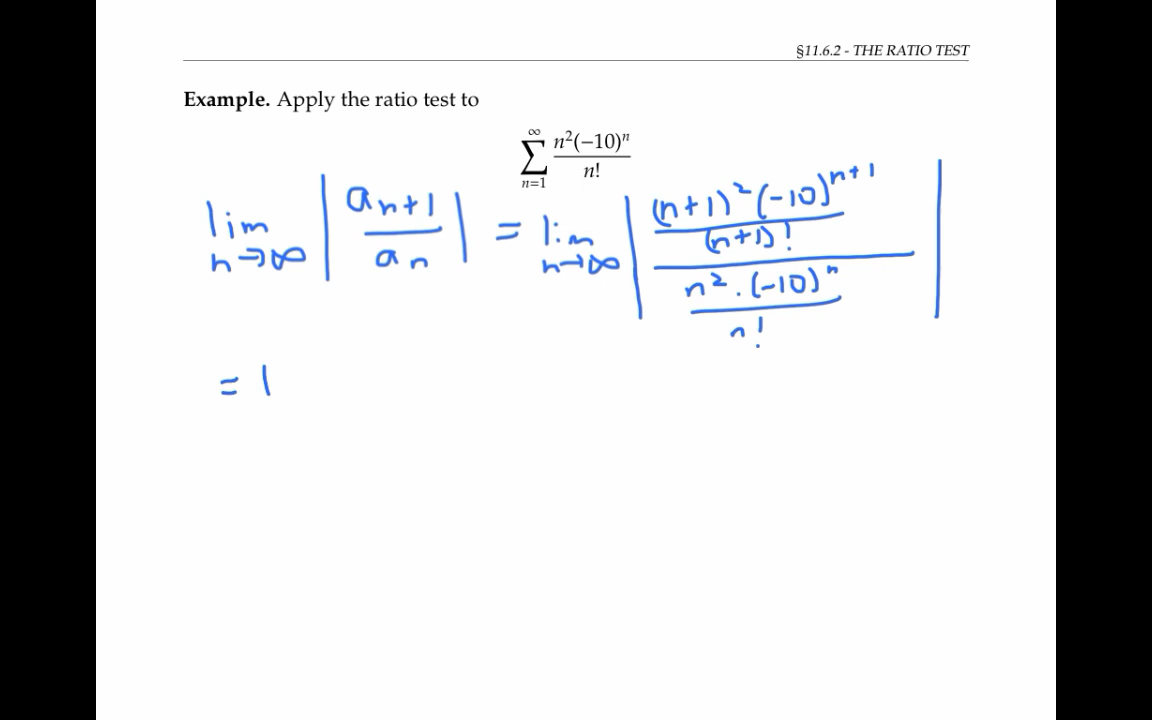 §11.6.2 - THE RATIO TEST
Example. Apply the ratio test to
∑_{n=1}^{∞} n²(−10)ⁿ / n!
lim_{n→∞} | a_{n+1} / a_n | = lim_{n→∞} | ((n+1)² (-10)^{n+1} / (n+1)!) / (n² · (-10)ⁿ / n!) |
= l